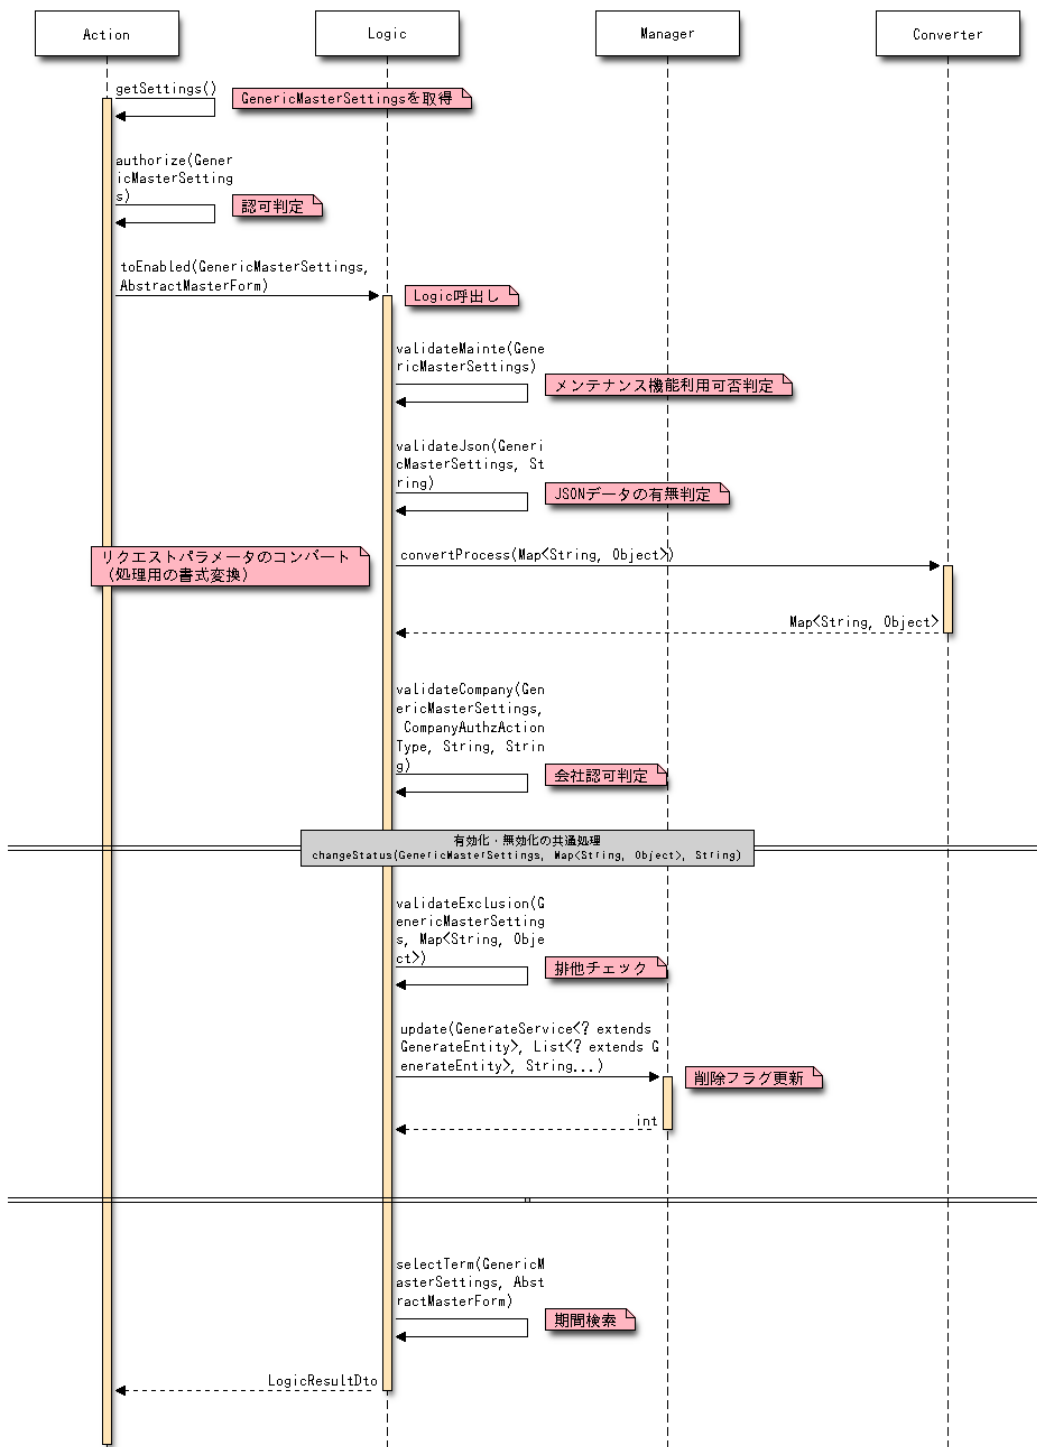 Action
Logic
Manager
Converter
getSettings()
GenericMasterSettingsを取得
authorize(Gener
icMasterSetting
s)
認可判定
toEnabled(GenericMasterSettings,
AbstractMasterForm)
Logic呼出し
validateMainte(Gene
ricMasterSettings)
メンテナンス機能利用可否判定
validateJson(Generi
cMasterSettings, St
ring)
JSONデータの有無判定
リクエストパラメータのコンバート
（処理用の書式変換）
convertProcess(Map<String, Object>)
Map<String, Object>
validateCompany(Gen
ericMasterSettings,
CompanyAuthzAction
Type, String, Strin
g)
会社認可判定
有効化・無効化の共通処理
changeStatus(GenericMasterSettings, Map<String, Object>, String)
validateExclusion(G
enericMasterSetting
s, Map<String, Obje
ct>)
排他チェック
update(GenerateService<? extends
GenerateEntity>, List<? extends G
enerateEntity>, String...)
削除フラグ更新
int
selectTerm(GenericM
asterSettings, Abst
ractMasterForm)
期間検索
LogicResultDto